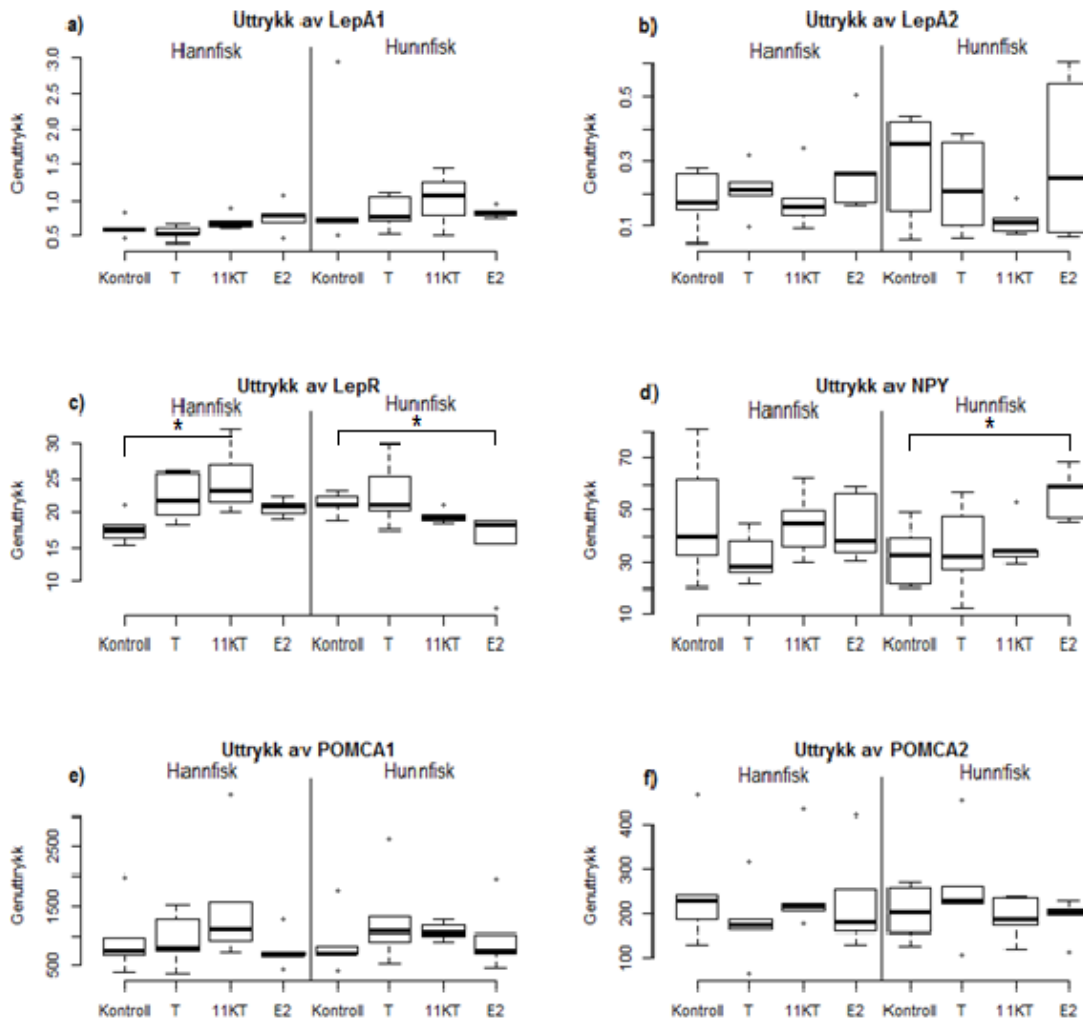 a) Uttrykk av LepA1
Hannfisk Hunnfisk
Genuttrykk
0.5 1.0 1.5 2.0 2.5 3.0
Kontroll T 11KT E2 Kontroll T 11KT E2
b) Uttrykk av LepA2
Hannfisk Hunnfisk
Genuttrykk
0.1 0.3 0.5
Kontroll T 11KT E2 Kontroll T 11KT E2
c) Uttrykk av LepR
Hannfisk Hunnfisk
* *
Genuttrykk
10 15 20 25 30
Kontroll T 11KT E2 Kontroll T 11KT E2
d) Uttrykk av NPY
Hannfisk Hunnfisk
*
Genuttrykk
10 30 50 70
Kontroll T 11KT E2 Kontroll T 11KT E2
e) Uttrykk av POMCA1
Hannfisk Hunnfisk
Genuttrykk
500 1500 2500
Kontroll T 11KT E2 Kontroll T 11KT E2
f) Uttrykk av POMCA2
Hannfisk Hunnfisk
Genuttrykk
100 200 300 400
Kontroll T 11KT E2 Kontroll T 11KT E2